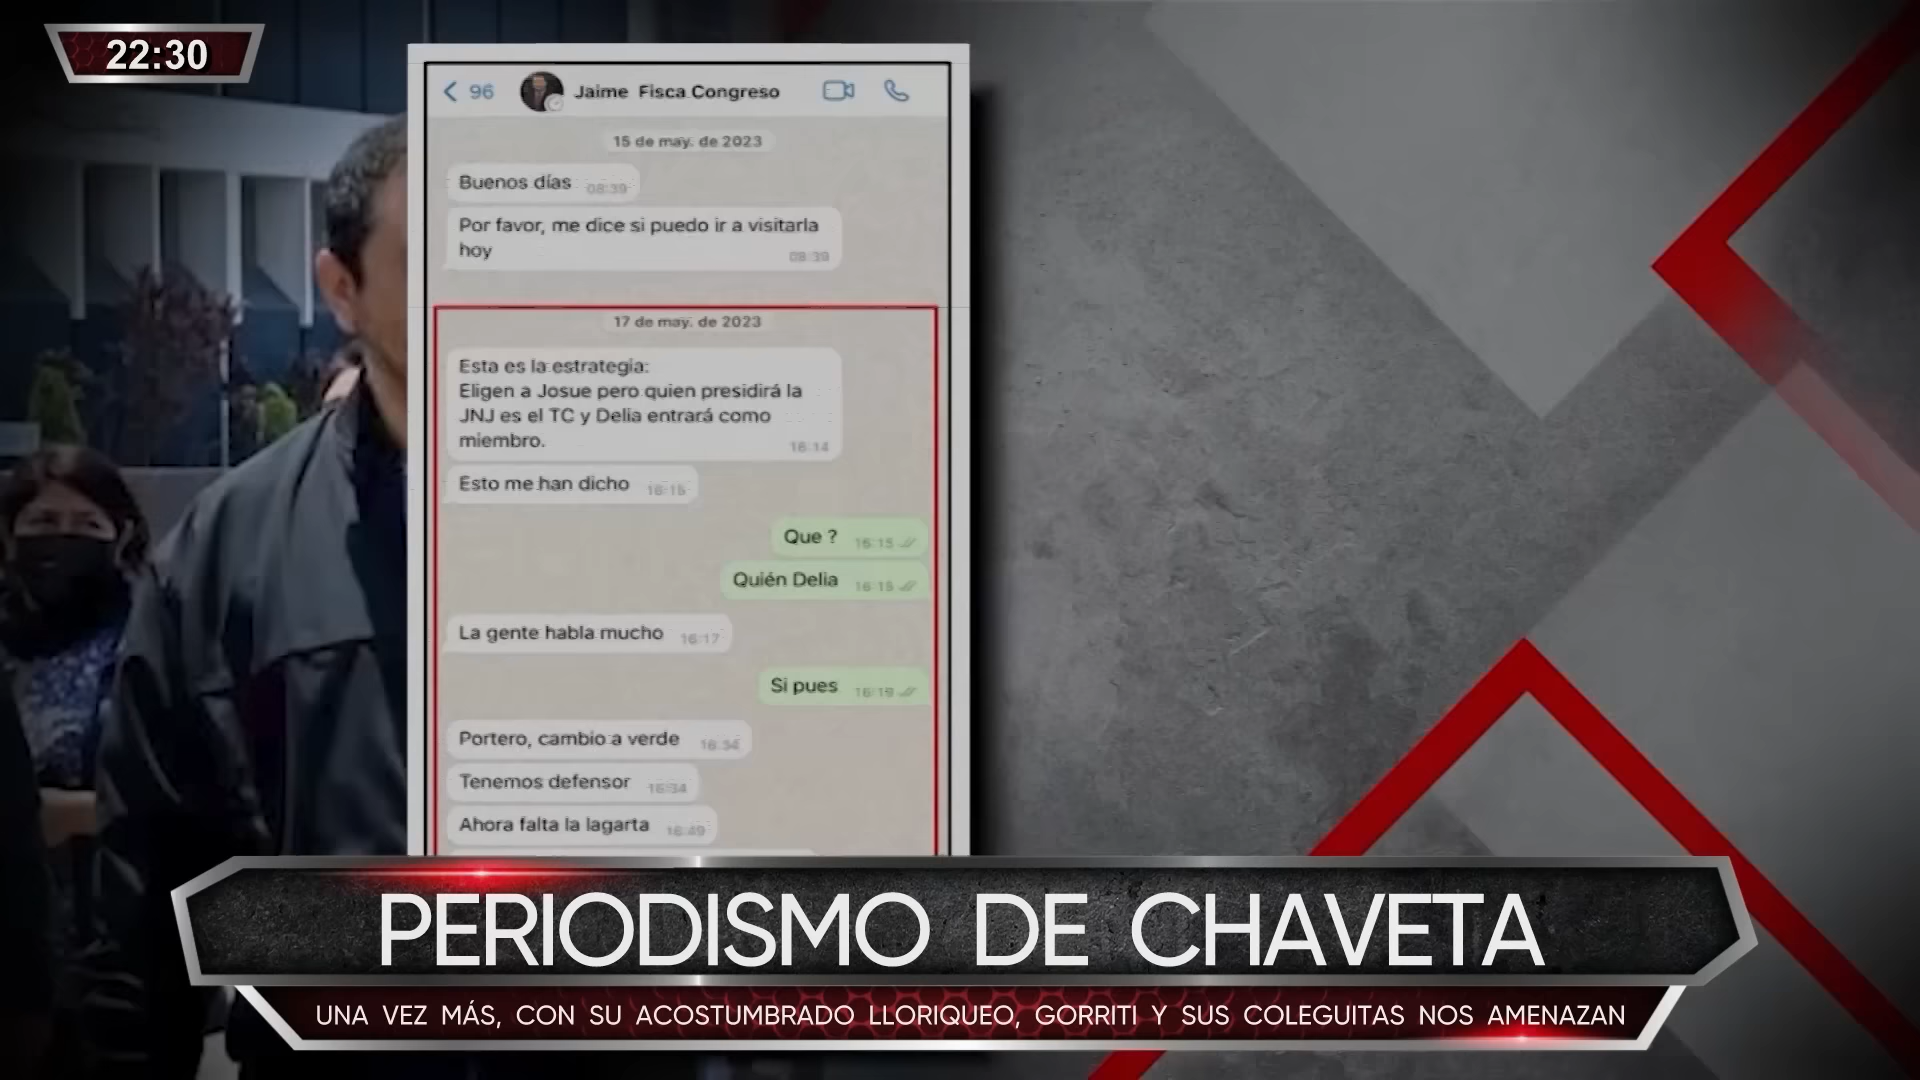 22:30
96
Jaime Fisca Congreso
15 de may. de 2023
Buenos días 08:39
Por favor, me dice si puedo ir a visitarla
hoy 08:39
17 de may. de 2023
Esta es la estrategia:
Eligen a Josue pero quien presidirá la
JNJ es el TC y Delia entrará como
miembro. 16:14
Esto me han dicho 16:15
Que ? 16:15
Quién Delia 16:15
La gente habla mucho 16:17
Si pues 16:19
Portero, cambio a verde 16:34
Tenemos defensor 16:34
Ahora falta la lagarta 16:49
PERIODISMO DE CHAVETA
UNA VEZ MÁS, CON SU ACOSTUMBRADO LLORIQUEO, GORRITI Y SUS COLEGUITAS NOS AMENAZAN